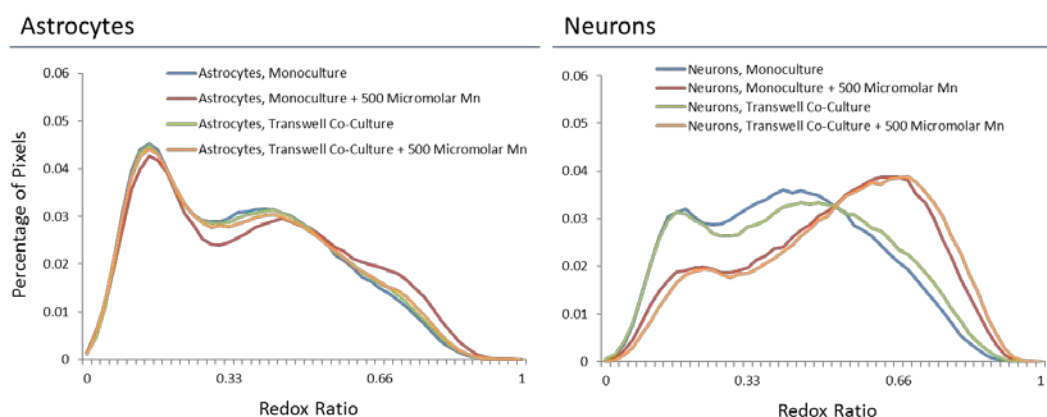 Astrocytes
0.06
0.05
0.04
0.03
0.02
0.01
0
Percentage of Pixels
Astrocytes, Monoculture
Astrocytes, Monoculture + 500 Micromolar Mn
Astrocytes, Transwell Co-Culture
Astrocytes, Transwell Co-Culture + 500 Micromolar Mn
0 0.33 0.66 1
Redox Ratio
Neurons
0.06
0.05
0.04
0.03
0.02
0.01
0
Neurons, Monoculture
Neurons, Monoculture + 500 Micromolar Mn
Neurons, Transwell Co-Culture
Neurons, Transwell Co-Culture + 500 Micromolar Mn
0 0.33 0.66 1
Redox Ratio